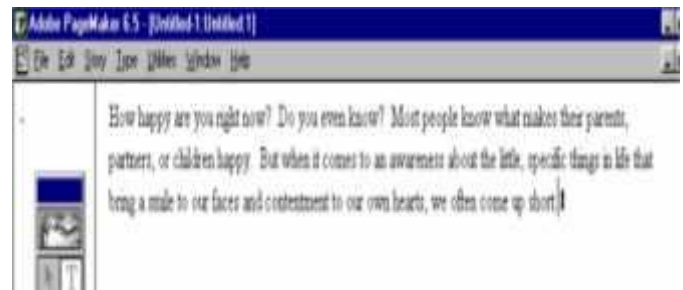 Adobe PageMaker 6.5 - [Untitled-1:Untitled.1]
File Edit Story Type Utilities Window Help
How happy are you right now? Do you even know? Most people know what makes their parents,
partners, or children happy. But when it comes to an awareness about the little, specific things in life that
bring a smile to our faces and contentment to our own hearts, we often come up short.
T